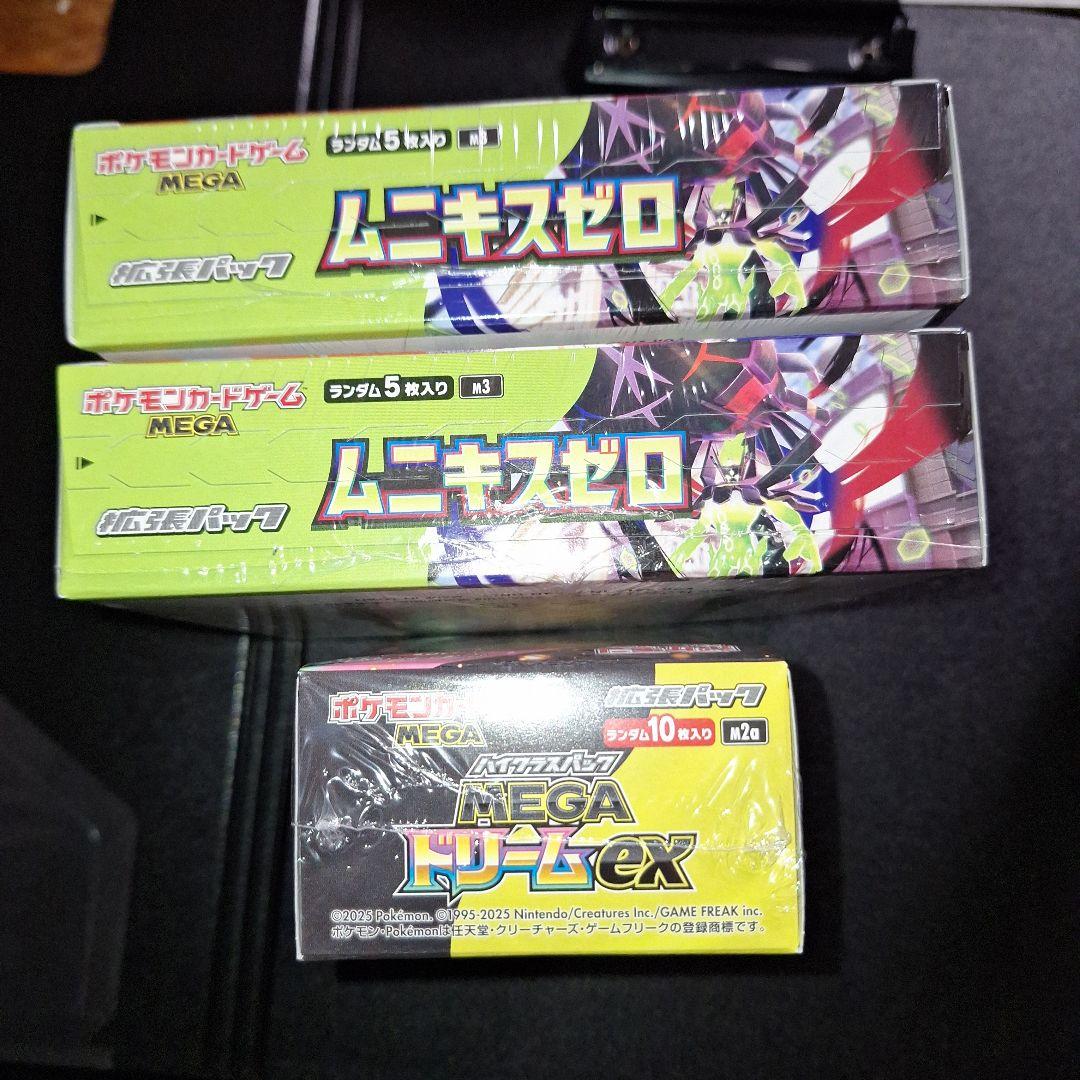 ポケモンカードゲーム
MEGA
ランダム5枚入り M3
ムニキスゼロ
拡張パック
ポケモンカードゲーム
MEGA
ランダム5枚入り M3
ムニキスゼロ
拡張パック
ポケモンカー
MEGA
拡張パック
ランダム10枚入り M2a
ハイクラスパック
MEGA
ドリームex
©2025 Pokémon. ©1995-2025 Nintendo/Creatures Inc./GAME FREAK inc.
ポケモン・Pokémonは任天堂・クリーチャーズ・ゲームフリークの登録商標です。